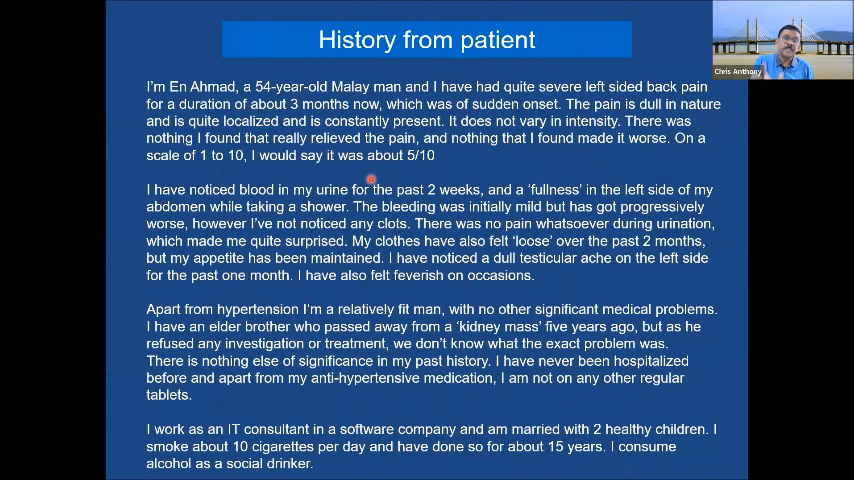 History from patient
Chris Anthony
I'm En Ahmad, a 54-year-old Malay man and I have had quite severe left sided back pain
for a duration of about 3 months now, which was of sudden onset. The pain is dull in nature
and is quite localized and is constantly present. It does not vary in intensity. There was
nothing I found that really relieved the pain, and nothing that I found made it worse. On a
scale of 1 to 10, I would say it was about 5/10
I have noticed blood in my urine for the past 2 weeks, and a 'fullness' in the left side of my
abdomen while taking a shower. The bleeding was initially mild but has got progressively
worse, however I've not noticed any clots. There was no pain whatsoever during urination,
which made me quite surprised. My clothes have also felt 'loose' over the past 2 months,
but my appetite has been maintained. I have noticed a dull testicular ache on the left side
for the past one month. I have also felt feverish on occasions.
Apart from hypertension I'm a relatively fit man, with no other significant medical problems.
I have an elder brother who passed away from a 'kidney mass' five years ago, but as he
refused any investigation or treatment, we don't know what the exact problem was.
There is nothing else of significance in my past history. I have never been hospitalized
before and apart from my anti-hypertensive medication, I am not on any other regular
tablets.
I work as an IT consultant in a software company and am married with 2 healthy children. I
smoke about 10 cigarettes per day and have done so for about 15 years. I consume
alcohol as a social drinker.